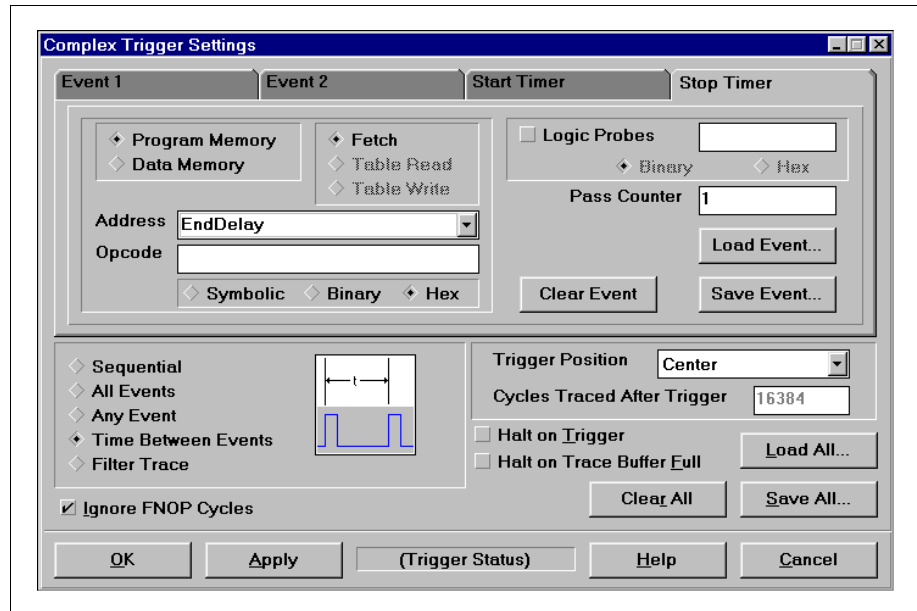 Complex Trigger Settings
Event 1
Event 2
Start Timer
Stop Timer
Program Memory
Data Memory
Fetch
Table Read
Table Write
Logic Probes
Binary
Hex
Pass Counter
1
Address
EndDelay
Opcode
Load Event...
Symbolic
Binary
Hex
Clear Event
Save Event...
Sequential
All Events
Any Event
Time Between Events
Filter Trace
t
Trigger Position
Center
Cycles Traced After Trigger
16384
Halt on Trigger
Halt on Trace Buffer Full
Load All...
Ignore FNOP Cycles
Clear All
Save All...
OK
Apply
(Trigger Status)
Help
Cancel